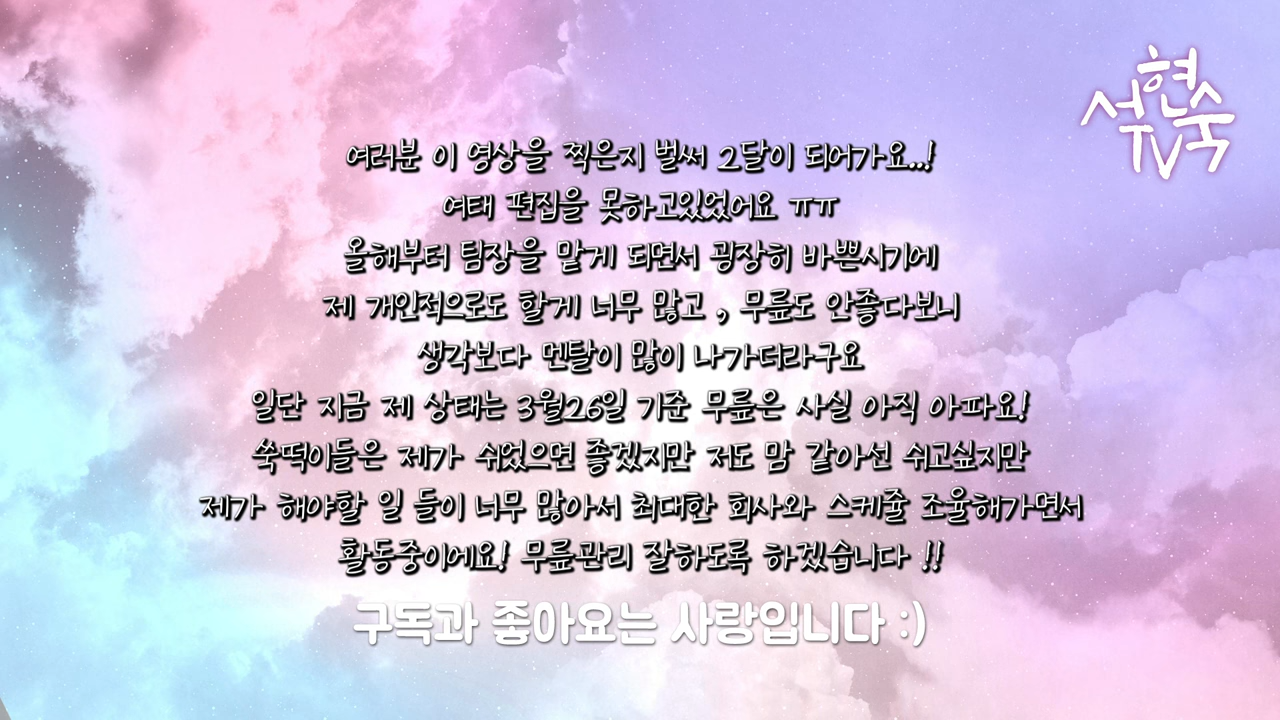 서현숙
TV
여러분 이 영상을 찍은지 벌써 2달이 되어가요..!
여태 편집을 못하고있었어요 ㅠㅠ
올해부터 팀장을 맡게 되면서 굉장히 바쁜시기에
제 개인적으로도 할게 너무 많고 , 무릎도 안좋다보니
생각보다 멘탈이 많이 나가더라구요
일단 지금 제 상태는 3월26일 기준 무릎은 사실 아직 아파요!
쑥떡이들은 제가 쉬었으면 좋겠지만 저도 맘 같아선 쉬고싶지만
제가 해야할 일 들이 너무 많아서 최대한 회사와 스케쥴 조율해가면서
활동중이에요! 무릎관리 잘하도록 하겠습니다 !!
구독과 좋아요는 사랑입니다 :)